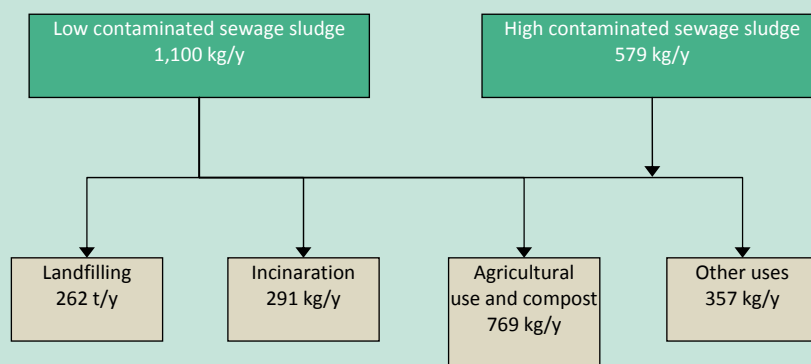 Low contaminated sewage sludge
1,100 kg/y
High contaminated sewage sludge
579 kg/y
Landfilling
262 t/y
Incinaration
291 kg/y
Agricultural
use and compost
769 kg/y
Other uses
357 kg/y